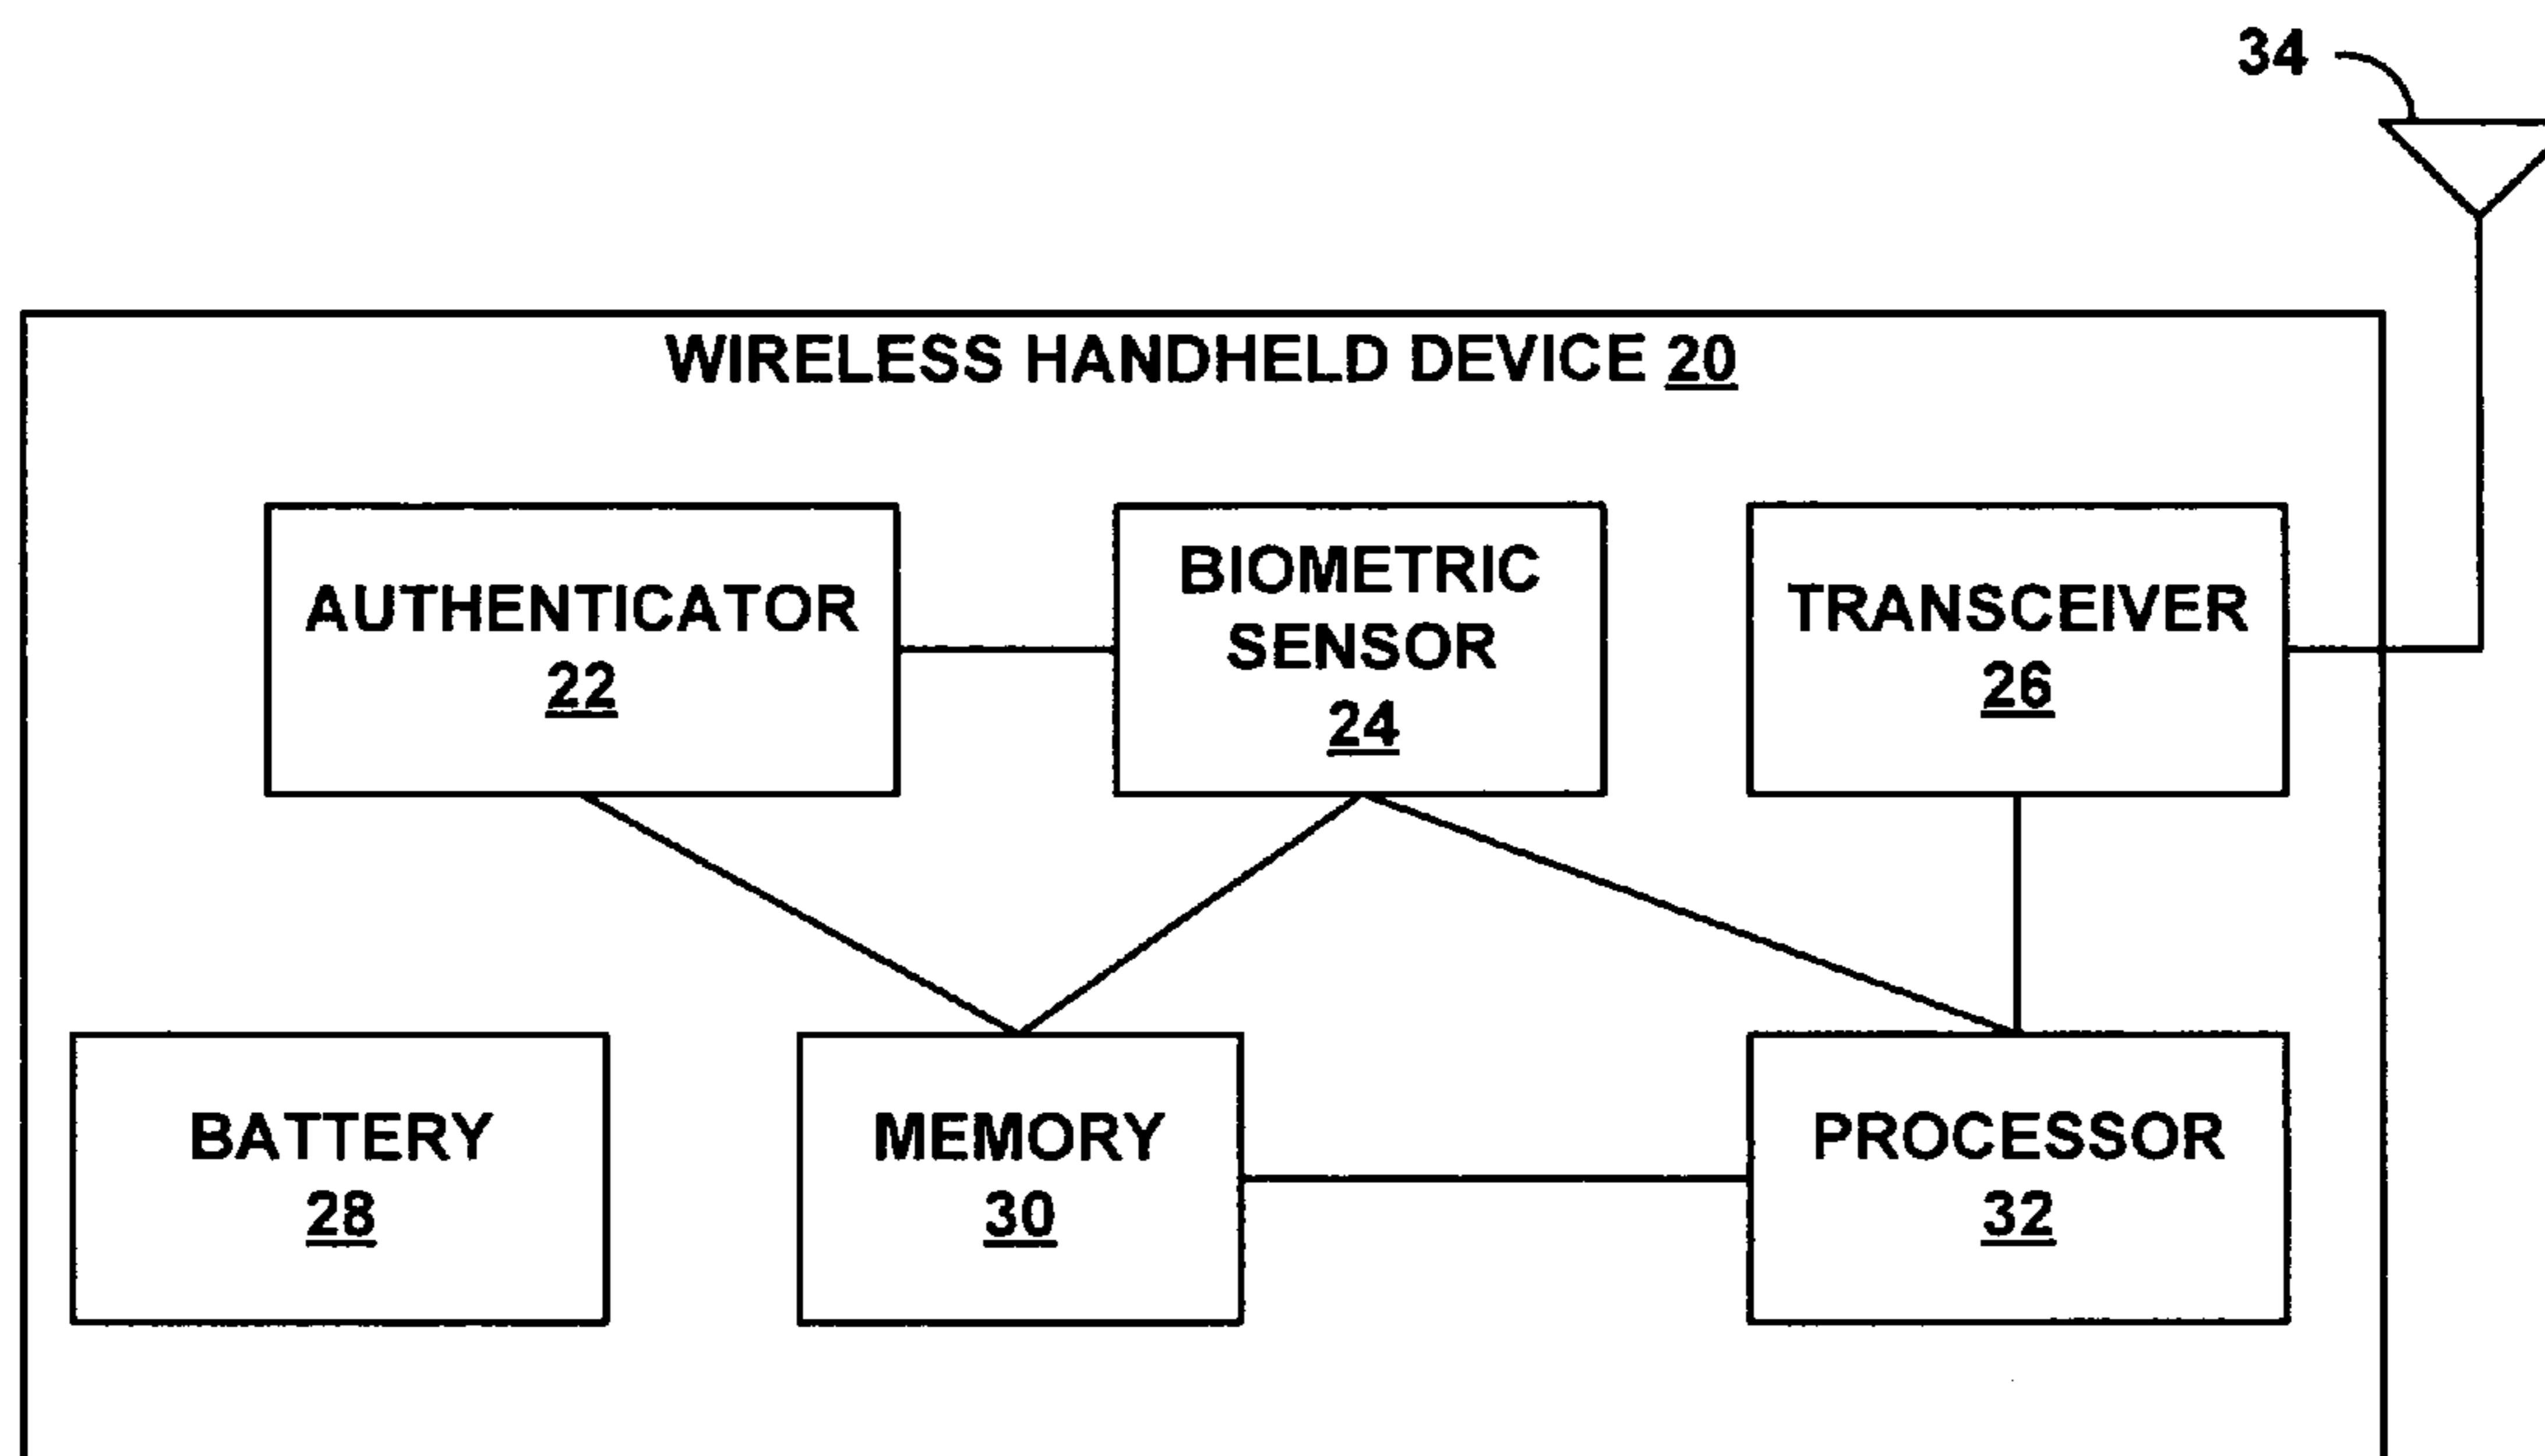 34
WIRELESS HANDHELD DEVICE 20
AUTHENTICATOR
22
BIOMETRIC
SENSOR
24
TRANSCEIVER
26
BATTERY
28
MEMORY
30
PROCESSOR
32